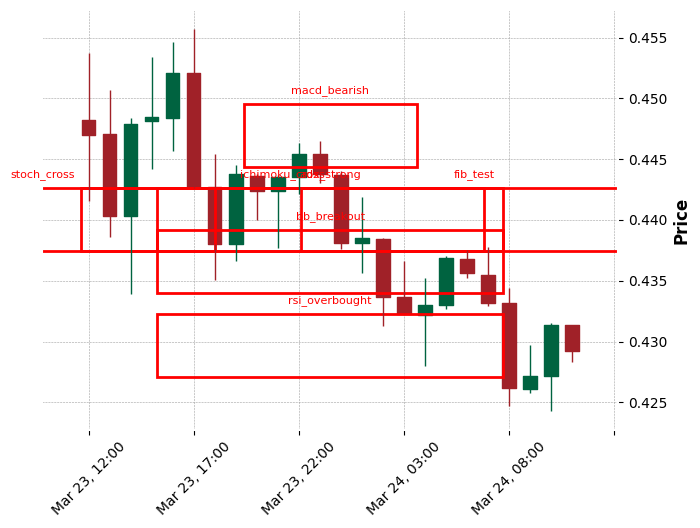 0.455
macd_bearish
0.450
0.445
stoch_cross
fib_test
0.440
bb_breakout
Price
0.435
rsi_overbought
0.430
0.425
Mar 23, 12:00
Mar 23, 17:00
Mar 23, 22:00
Mar 24, 03:00
Mar 24, 08:00